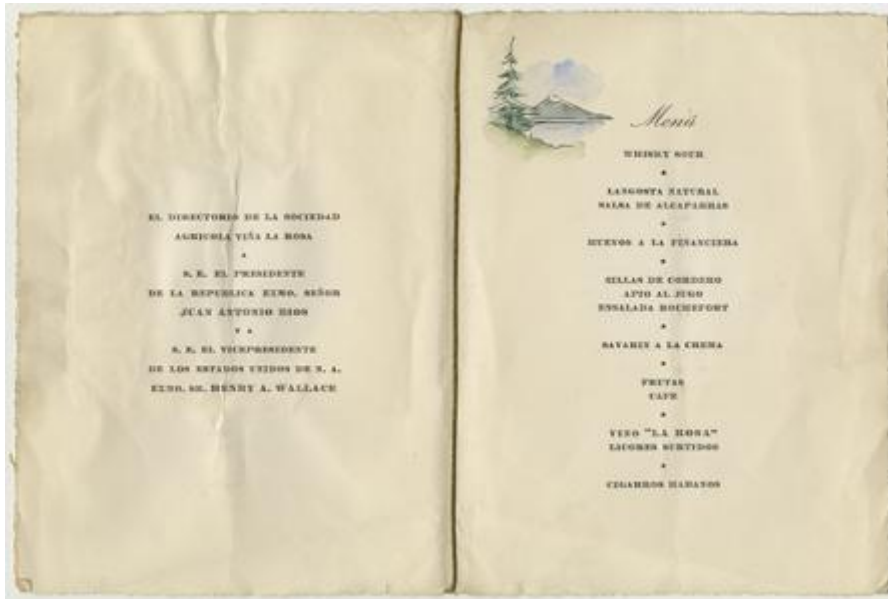 EL DIRECTORIO DE LA SOCIEDAD
AGRICOLA VIÑA LA ROSA
A
S. E. EL PRESIDENTE
DE LA REPUBLICA EXMO. SEÑOR
JUAN ANTONIO RIOS
Y A
S. E. EL VICEPRESIDENTE
DE LOS ESTADOS UNIDOS DE N. A.
EXMO. SR. HENRY A. WALLACE
Menú
WHISKY SOUR
LANGOSTA NATURAL
SALSA DE ALCAPARRAS
HUEVOS A LA FINANCIERA
SILLAS DE CORDERO
APIO AL JUGO
ENSALADA ROCHEFORT
SAVARIN A LA CREMA
FRUTAS
CAFE
VINO "LA ROSA"
LICORES SURTIDOS
CIGARROS HABANOS